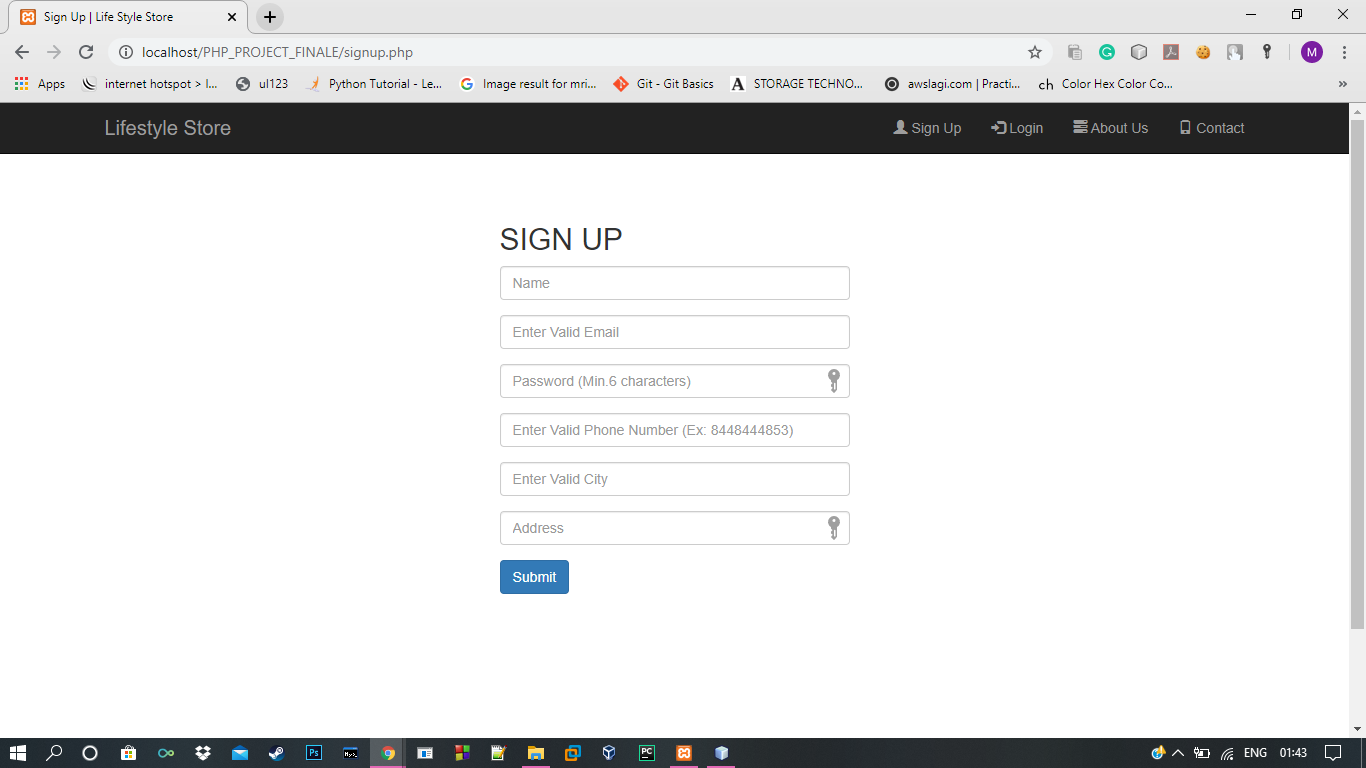 Sign Up | Life Style Store
localhost/PHP_PROJECT_FINALE/signup.php
M
Apps
internet hotspot > I...
ul123
Python Tutorial - Le...
Image result for mri...
Git - Git Basics
A STORAGE TECHNO...
awslagi.com | Practi...
ch Color Hex Color Co...
»
Lifestyle Store
Sign Up
Login
About Us
Contact
SIGN UP
Name
Enter Valid Email
Password (Min.6 characters)
Enter Valid Phone Number (Ex: 8448444853)
Enter Valid City
Address
Submit
Ps
PC
ENG
01:43